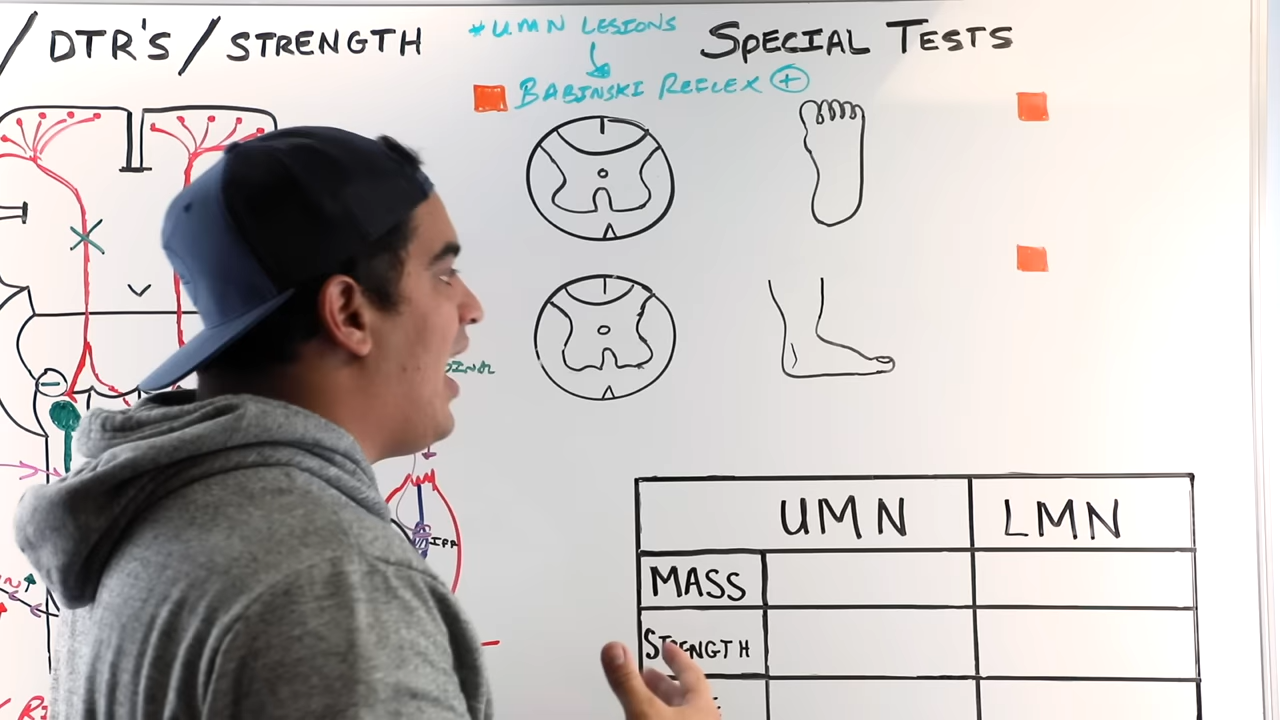 / DTR'S / STRENGTH
*UMN LESIONS
SPECIAL TESTS
BABINSKI REFLEX +
UMN
LMN
MASS
STRENGTH